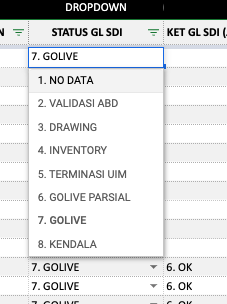 DROPDOWN
N STATUS GL SDI KET GL SDI (
7. GOLIVE
1. NO DATA
2. VALIDASI ABD
3. DRAWING
4. INVENTORY
5. TERMINASI UIM
6. GOLIVE PARSIAL
7. GOLIVE
8. KENDALA
7. GOLIVE 6. OK
7. GOLIVE 6. OK
7. GOLIVE 6. OK